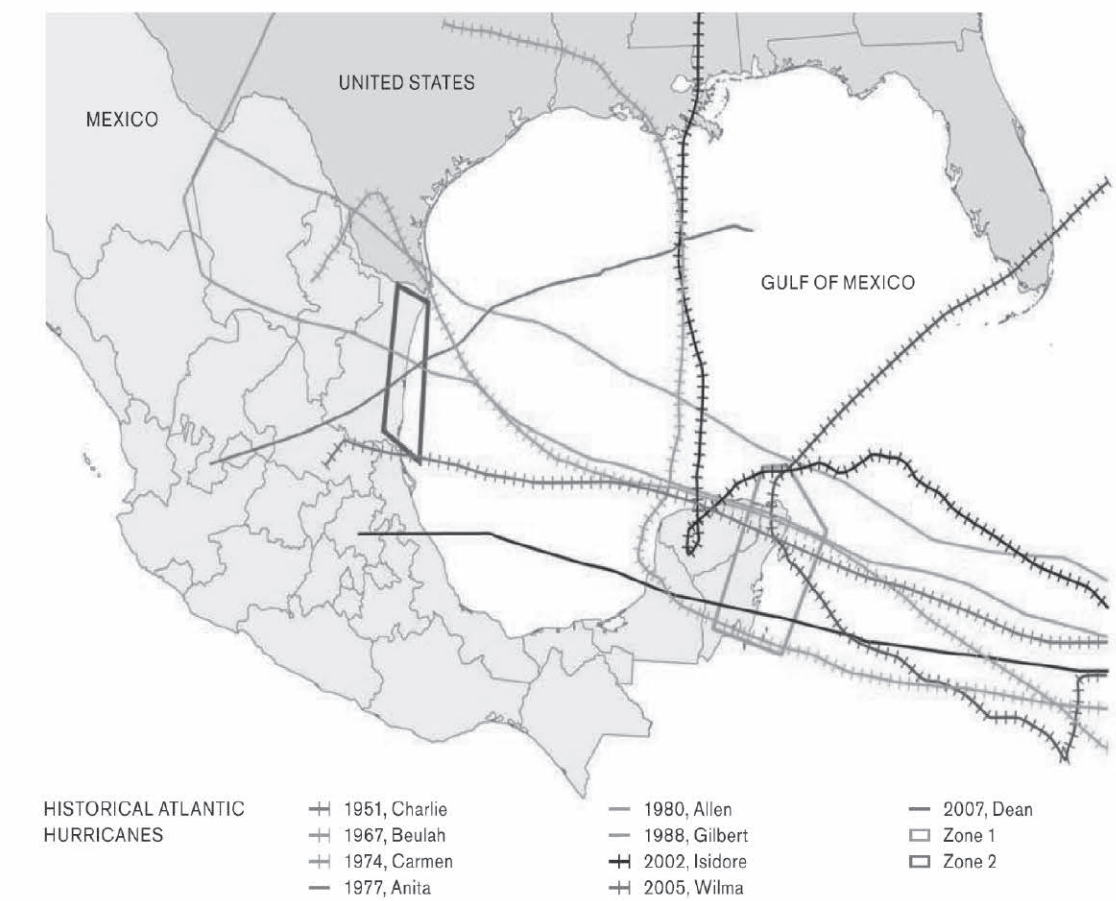 UNITED STATES
MEXICO
GULF OF MEXICO
HISTORICAL ATLANTIC
HURRICANES
1951, Charlie
1967, Beulah
1974, Carmen
1977, Anita
1980, Allen
1988, Gilbert
2002, Isidore
2005, Wilma
2007, Dean
Zone 1
Zone 2